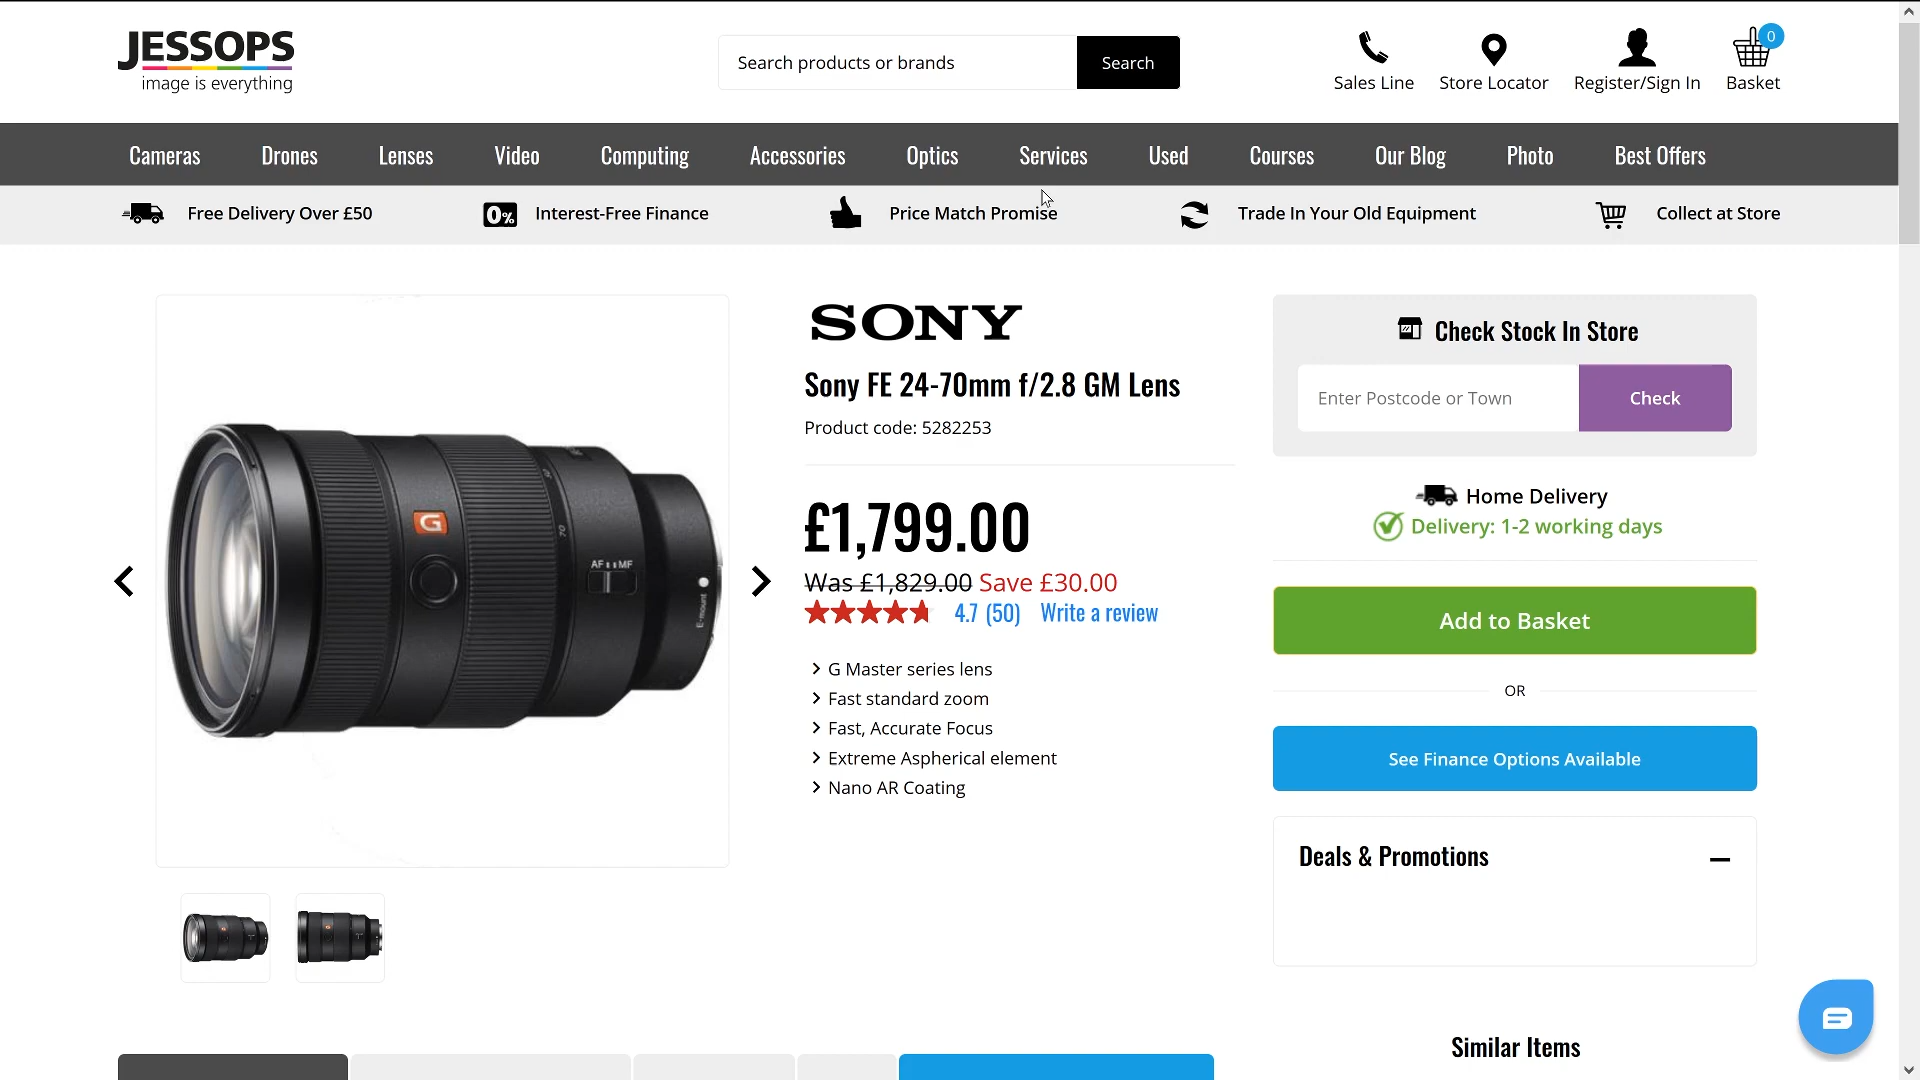 JESSOPS
image is everything
Search products or brands
Search
Sales Line
Store Locator
Register/Sign In
0
Basket
Cameras
Drones
Lenses
Video
Computing
Accessories
Optics
Services
Used
Courses
Our Blog
Photo
Best Offers
Free Delivery Over £50
0%
Interest-Free Finance
Price Match Promise
Trade In Your Old Equipment
Collect at Store
SONY
Sony FE 24-70mm f/2.8 GM Lens
Product code: 5282253
£1,799.00
Was £1,829.00 Save £30.00
4.7 (50) Write a review
G Master series lens
Fast standard zoom
Fast, Accurate Focus
Extreme Aspherical element
Nano AR Coating
G
AF MF
70
E-mount
Check Stock In Store
Enter Postcode or Town
Check
Home Delivery
Delivery: 1-2 working days
Add to Basket
OR
See Finance Options Available
Deals & Promotions
Similar Items